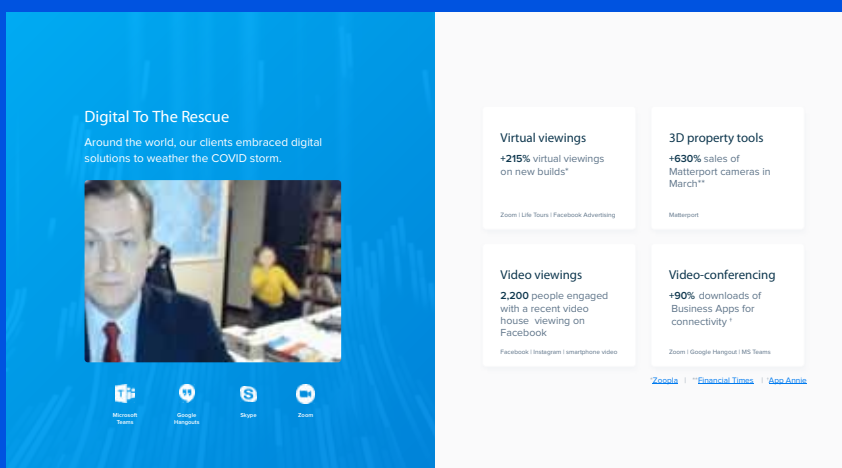 Digital To The Rescue
Around the world, our clients embraced digital
solutions to weather the COVID storm.
Microsoft
Teams
Google
Hangouts
Skype
Zoom
Virtual viewings
+215% virtual viewings
on new builds*
Zoom | Life Tours | Facebook Advertising
3D property tools
+630% sales of
Matterport cameras in
March**
Matterport
Video viewings
2,200 people engaged
with a recent video
house viewing on
Facebook
Facebook | Instagram | smartphone video
Video-conferencing
+90% downloads of
Business Apps for
connectivity †
Zoom | Google Hangout | MS Teams
*Zoopla | **Financial Times | †App Annie